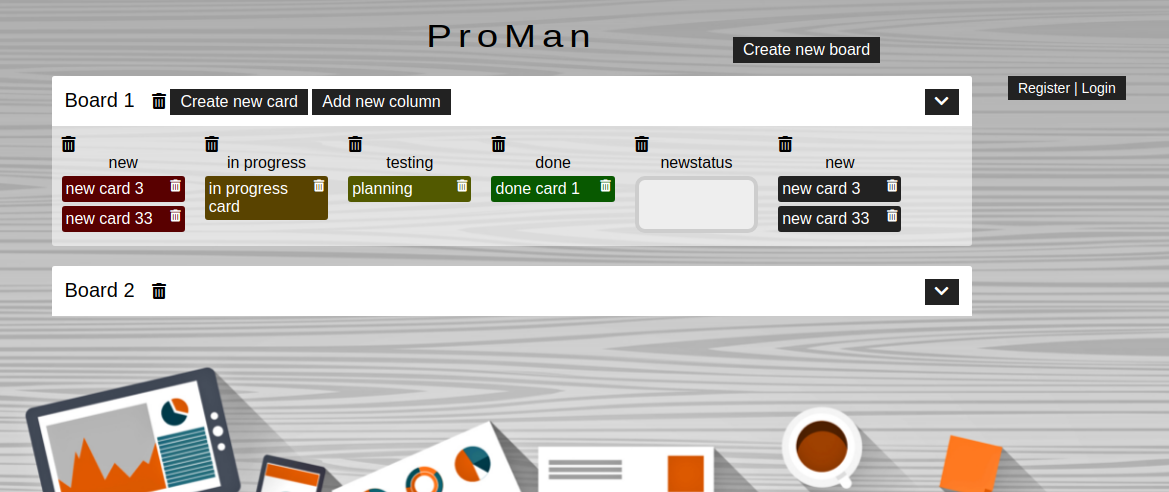 ProMan
Create new board
Register | Login
Board 1
Create new card
Add new column
new
in progress
testing
done
newstatus
new
new card 3
in progress
card
planning
done card 1
new card 3
new card 33
new card 33
Board 2